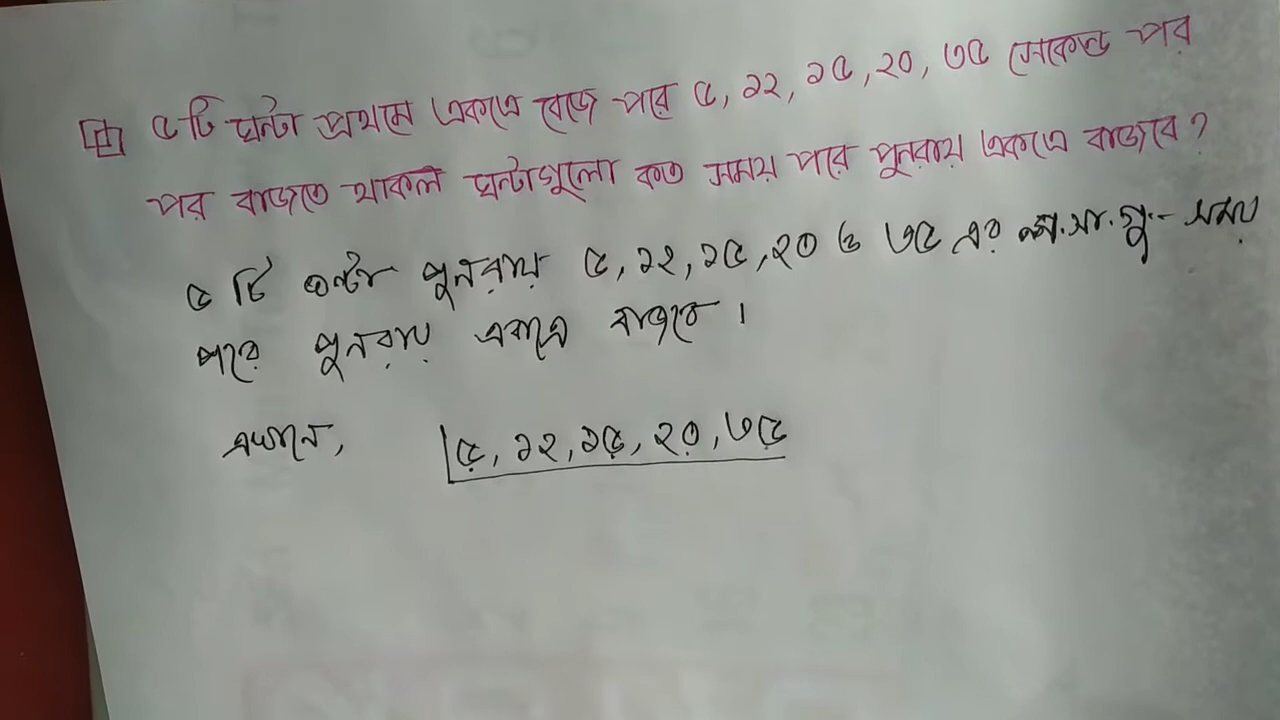 ৫ টি ঘন্টা প্রথমে একত্রে বেজে পরে ৫, ১২, ১৫, ২০, ৩৫ সেকেন্ড পর
পর বাজতে থাকল ঘন্টাগুলো কত সময় পরে পুনরায় একত্রে বাজবে?
৫ টি ঘন্টা পুনরায় ৫, ১২, ১৫, ২০ ও ৩৫ এর ল.সা.গু.- সময়
পরে পুনরায় একত্রে বাজবে।
এখানে, ৫, ১২, ১৫, ২০, ৩৫